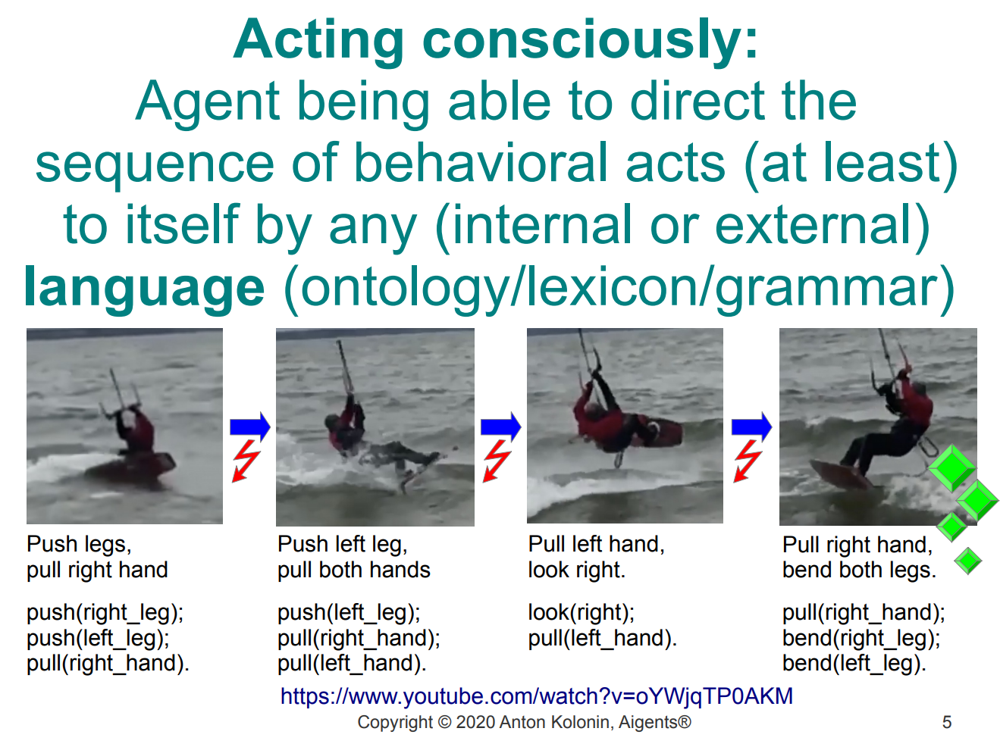 Acting consciously:
Agent being able to direct the
sequence of behavioral acts (at least)
to itself by any (internal or external)
language (ontology/lexicon/grammar)
Push legs,
pull right hand
push(right_leg);
push(left_leg);
pull(right_hand).
Push left leg,
pull both hands
push(left_leg);
pull(right_hand);
pull(left_hand).
Pull left hand,
look right.
look(right);
pull(left_hand).
Pull right hand,
bend both legs.
pull(right_hand);
bend(right_leg);
bend(left_leg).
https://www.youtube.com/watch?v=oYWjqTP0AKM
Copyright © 2020 Anton Kolonin, Aigents®
5